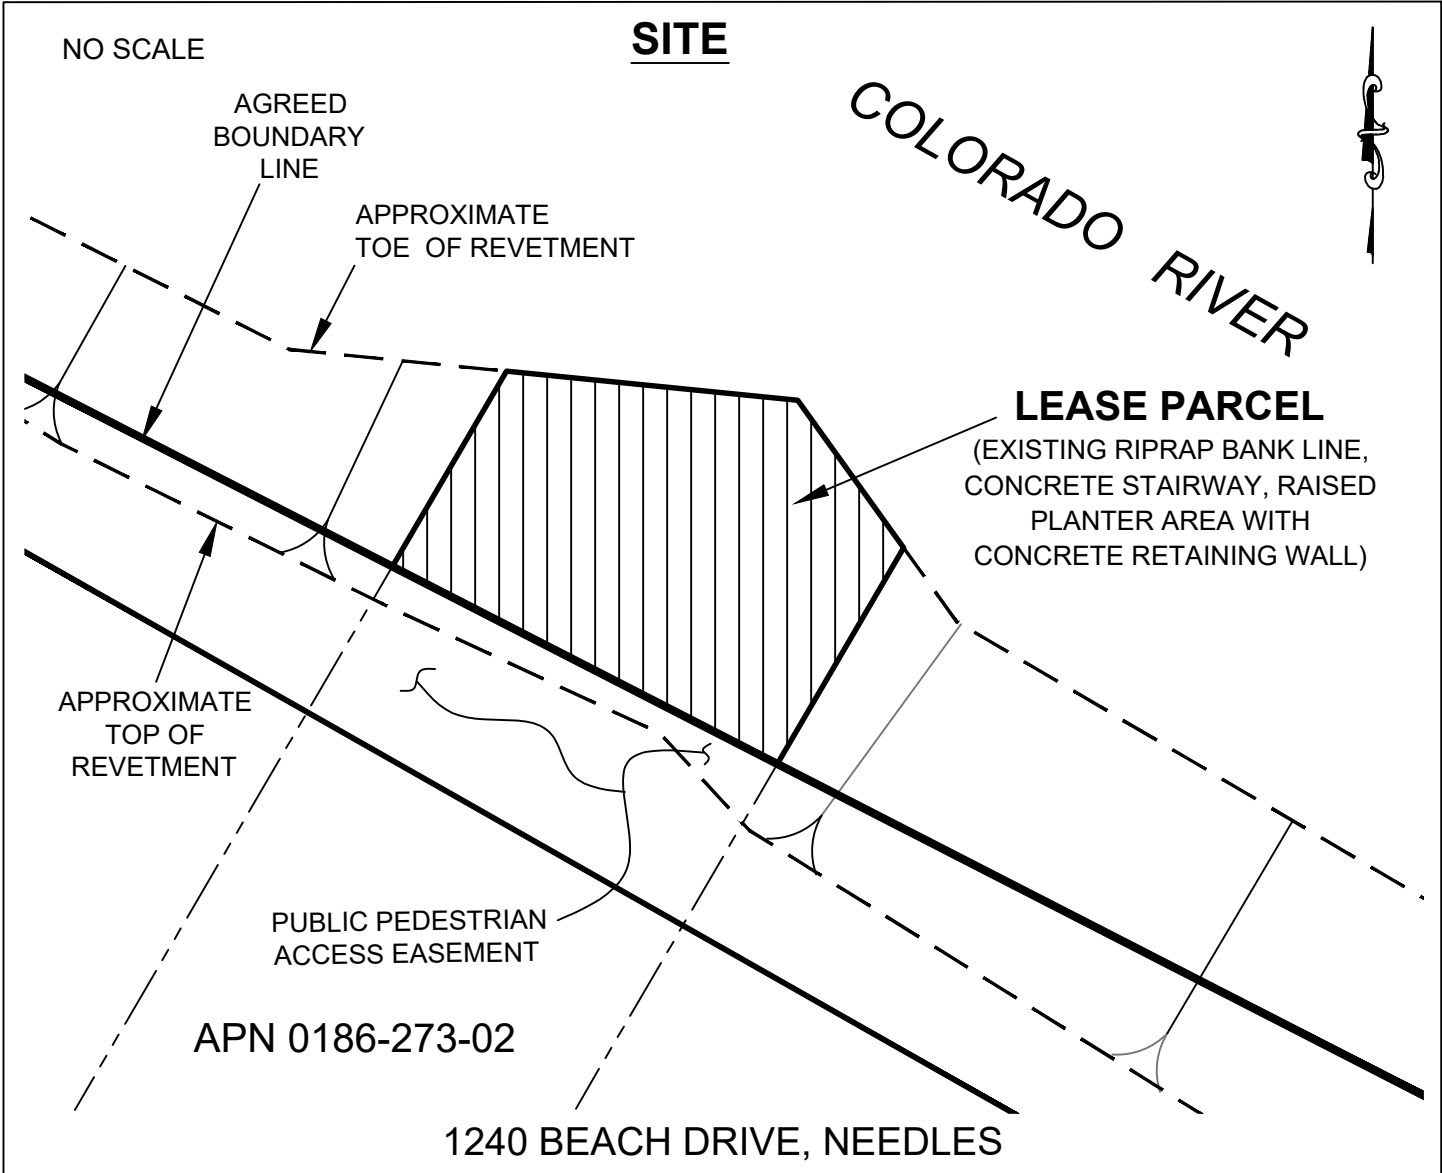 NO SCALE
SITE
COLORADO RIVER
AGREED
BOUNDARY
LINE
APPROXIMATE
TOE OF REVETMENT
LEASE PARCEL
(EXISTING RIPRAP BANK LINE,
CONCRETE STAIRWAY, RAISED
PLANTER AREA WITH
CONCRETE RETAINING WALL)
APPROXIMATE
TOP OF
REVETMENT
PUBLIC PEDESTRIAN
ACCESS EASEMENT
APN 0186-273-02
1240 BEACH DRIVE, NEEDLES